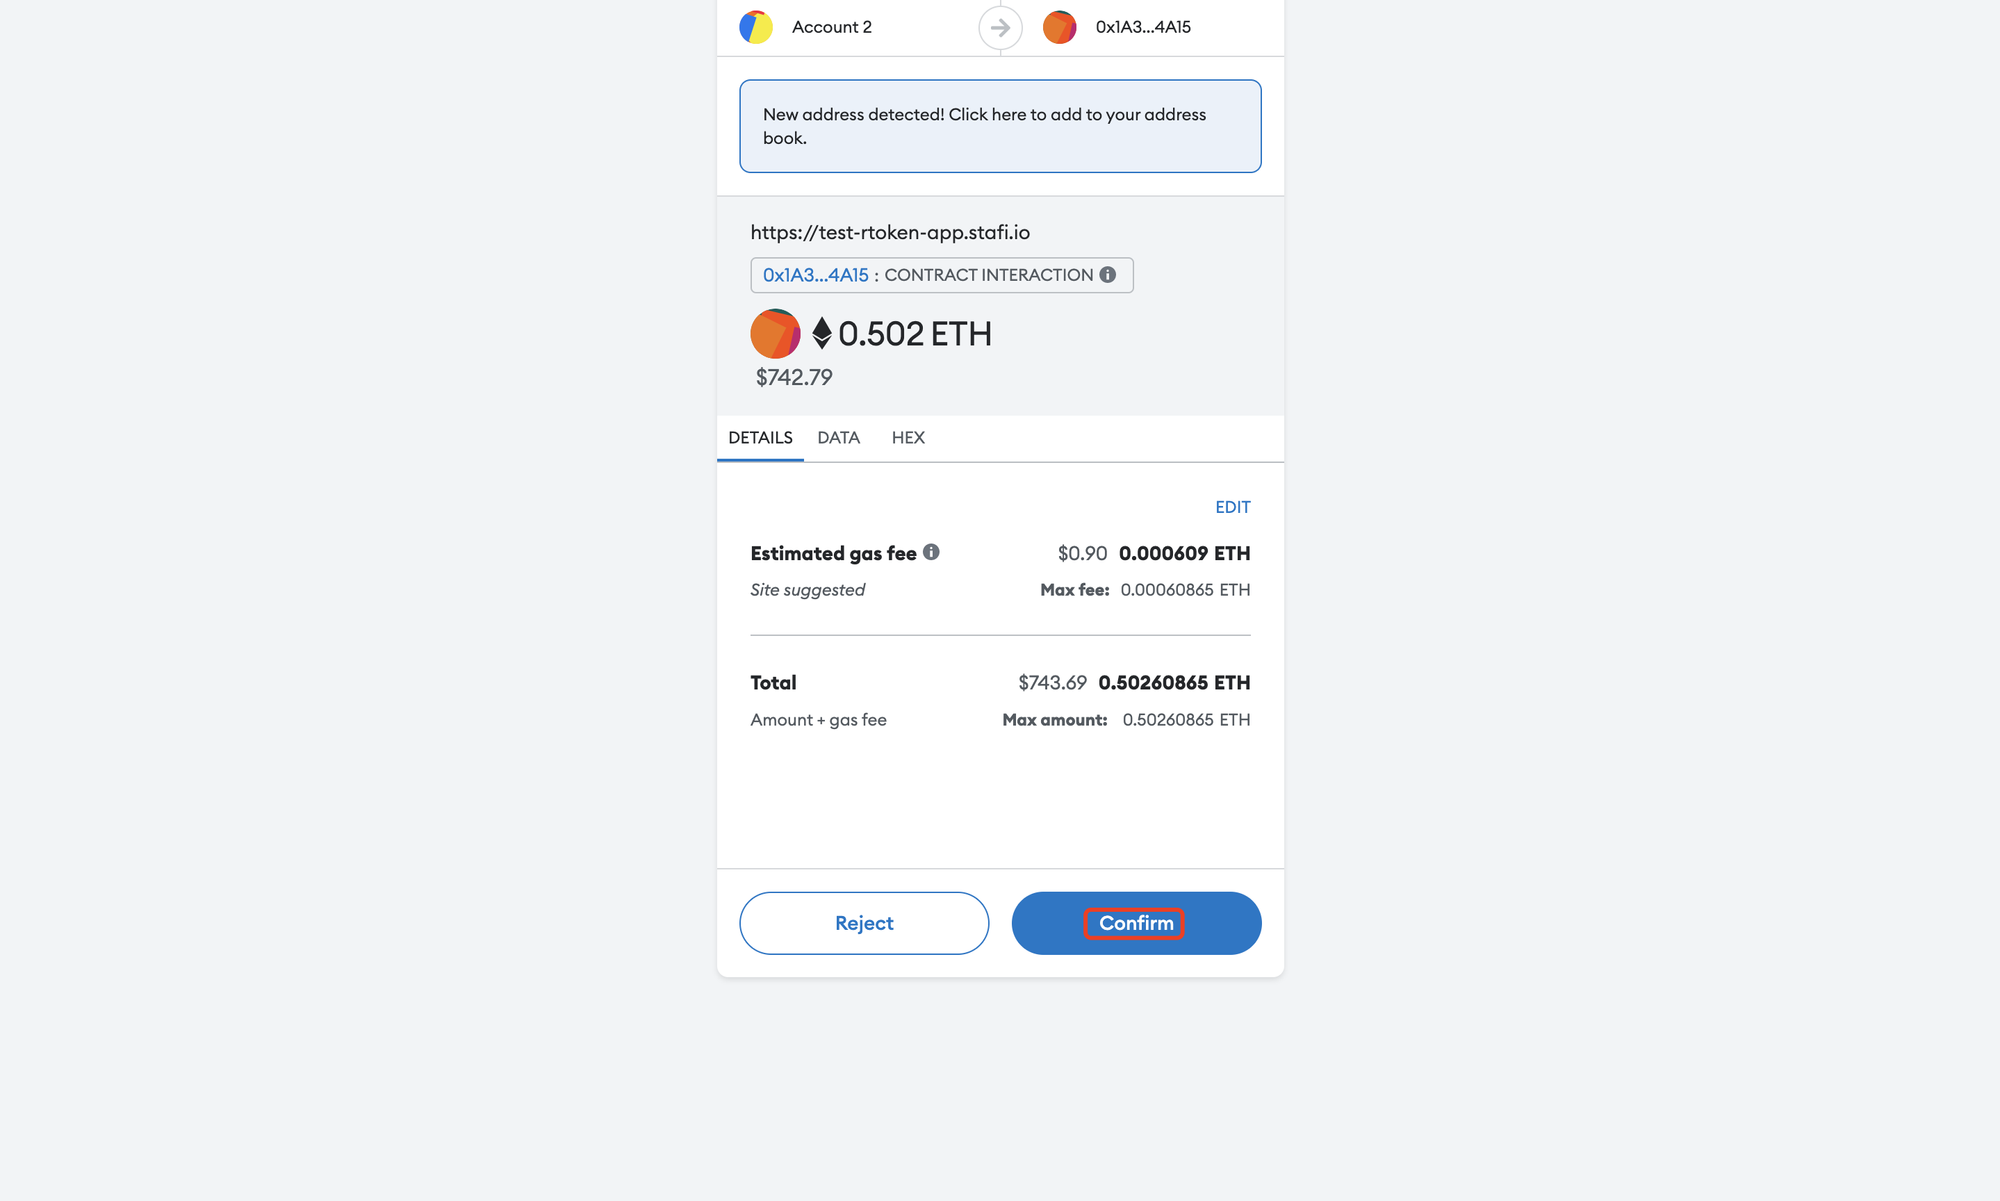 Account 2
0x1A3...4A15
New address detected! Click here to add to your address
book.
https://test-rtoken-app.stafi.io
0x1A3...4A15 : CONTRACT INTERACTION
0.502 ETH
$742.79
DETAILS DATA HEX
EDIT
Estimated gas fee $0.90 0.000609 ETH
Site suggested Max fee: 0.00060865 ETH
Total $743.69 0.50260865 ETH
Amount + gas fee Max amount: 0.50260865 ETH
Reject Confirm